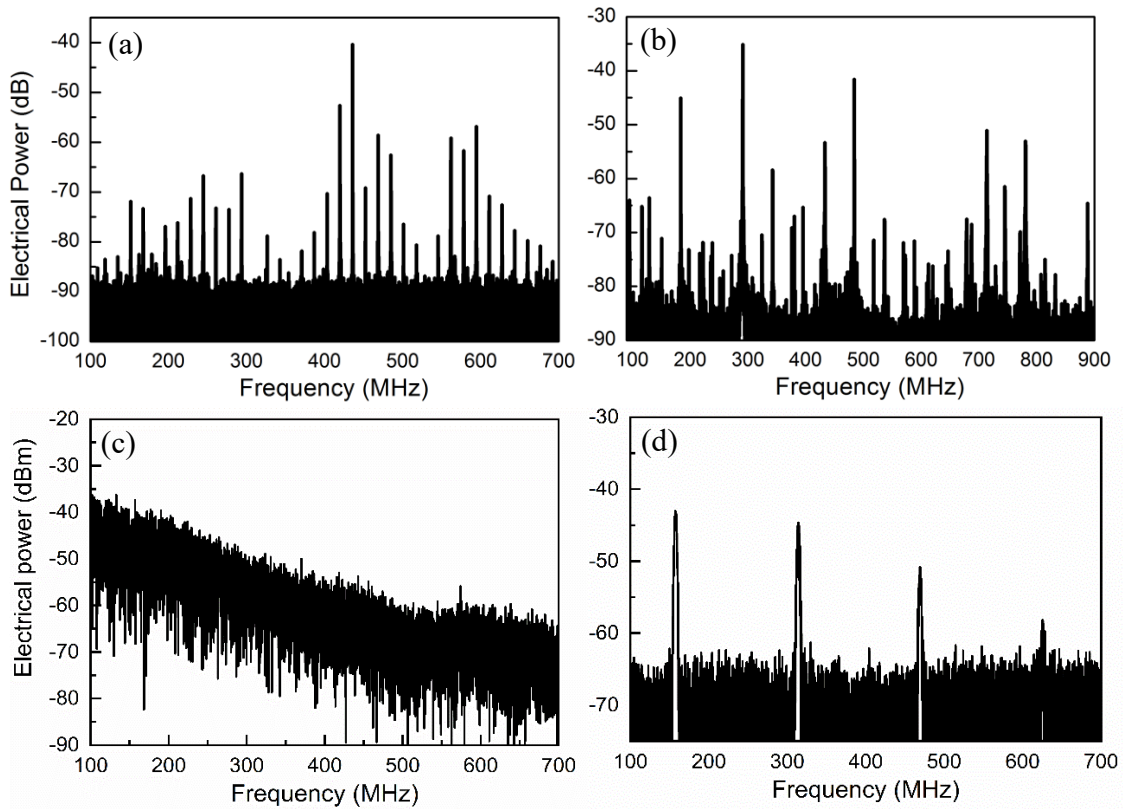 (a)
Electrical Power (dB)
-40
-50
-60
-70
-80
-90
-100
100 200 300 400 500 600 700
Frequency (MHz)
(b)
-30
-40
-50
-60
-70
-80
-90
100 200 300 400 500 600 700 800 900
Frequency (MHz)
(c)
Electrical power (dBm)
-20
-30
-40
-50
-60
-70
-80
-90
100 200 300 400 500 600 700
Frequency (MHz)
(d)
-30
-40
-50
-60
-70
100 200 300 400 500 600 700
Frequency (MHz)